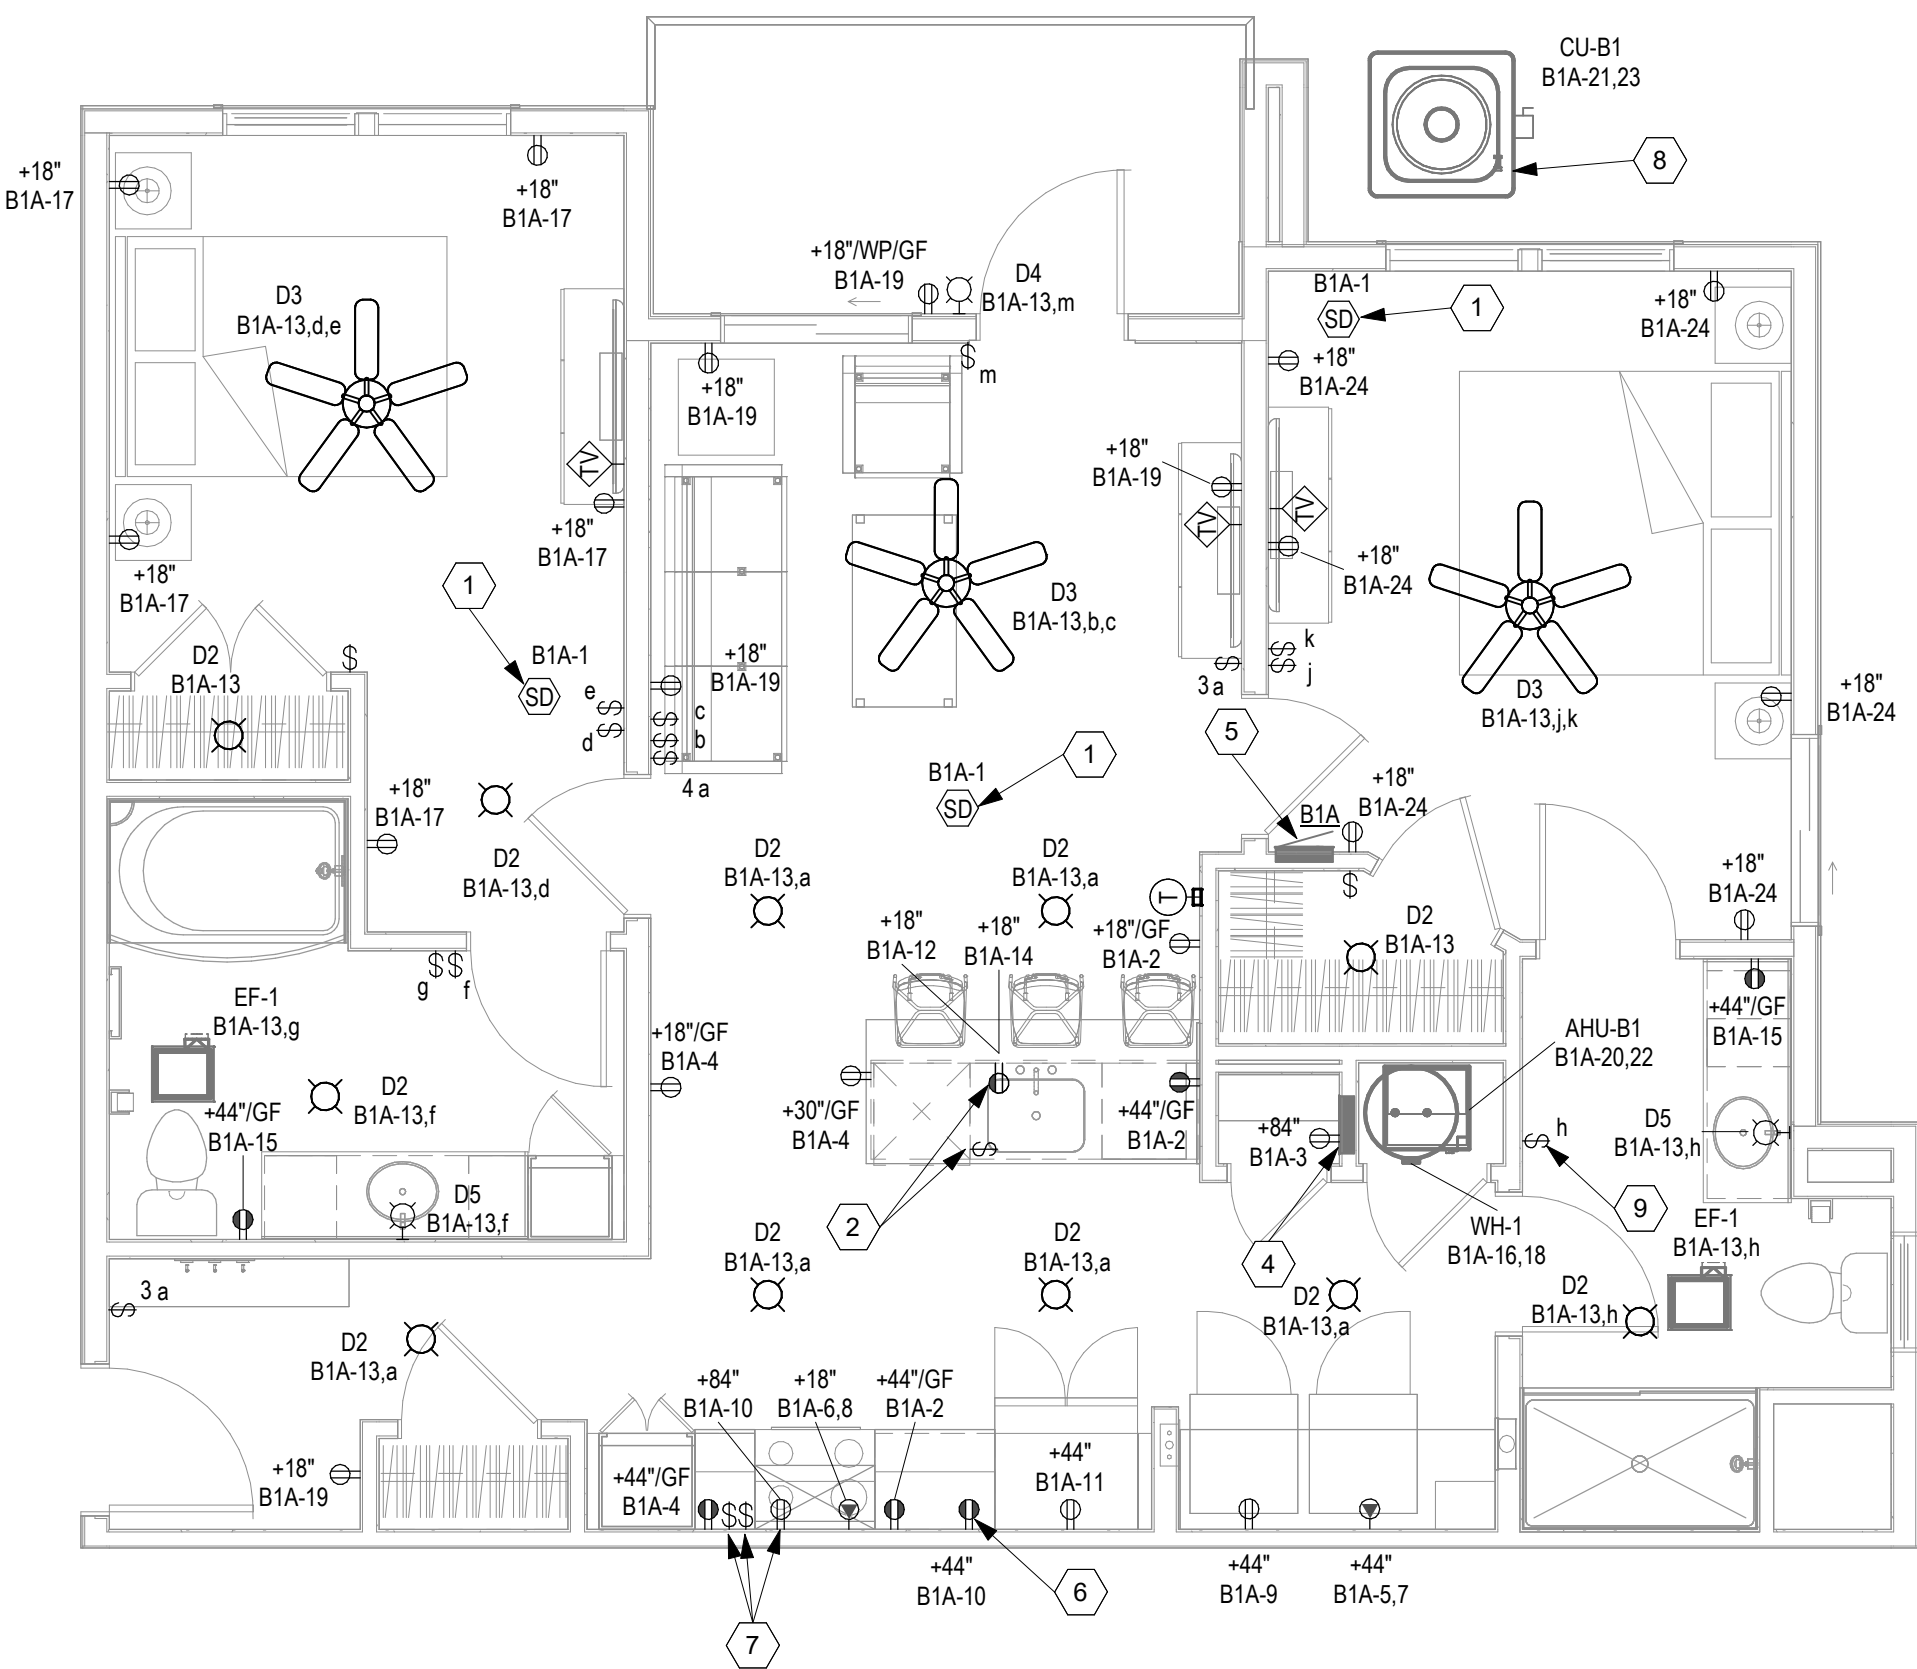 CU-B1
B1A-21,23
8
+18"
B1A-17
+18"
B1A-17
+18"/WP/GF
B1A-19
D4
B1A-13,m
B1A-1
SD
1
+18"
B1A-24
D3
B1A-13,d,e
$
m
+18"
B1A-24
+18"
B1A-19
TV
+18"
B1A-19
TV
TV
+18"
B1A-17
+18"
B1A-24
+18"
B1A-17
1
D3
B1A-13,b,c
D2
B1A-13
$
B1A-1
SD
+18"
B1A-19
e
$
d
$
$
c
$
b
$
4 a
$
3 a
$
k
$
j
D3
B1A-13,j,k
+18"
B1A-24
5
1
B1A-1
SD
+18"
B1A-17
+18"
B1A-24
B1A
D2
B1A-13,d
D2
B1A-13,a
D2
B1A-13,a
T
$
+18"
B1A-24
+18"
B1A-12
+18"
B1A-14
+18"/GF
B1A-2
D2
B1A-13
$$
g
f
EF-1
B1A-13,g
+18"/GF
B1A-4
AHU-B1
B1A-20,22
+44"/GF
B1A-15
D2
B1A-13,f
+44"/GF
B1A-15
+30"/GF
B1A-4
+44"/GF
B1A-2
$
+84"
B1A-3
$
h
D5
B1A-13,h
D5
B1A-13,f
2
4
WH-1
B1A-16,18
9
EF-1
B1A-13,h
D2
B1A-13,a
D2
B1A-13,a
D2
B1A-13,a
D2
B1A-13,h
$
3 a
D2
B1A-13,a
+84"
B1A-10
+18"
B1A-6,8
+44"/GF
B1A-2
+18"
B1A-19
+44"/GF
B1A-4
$$
+44"
B1A-11
+44"
B1A-10
6
+44"
B1A-9
+44"
B1A-5,7
7